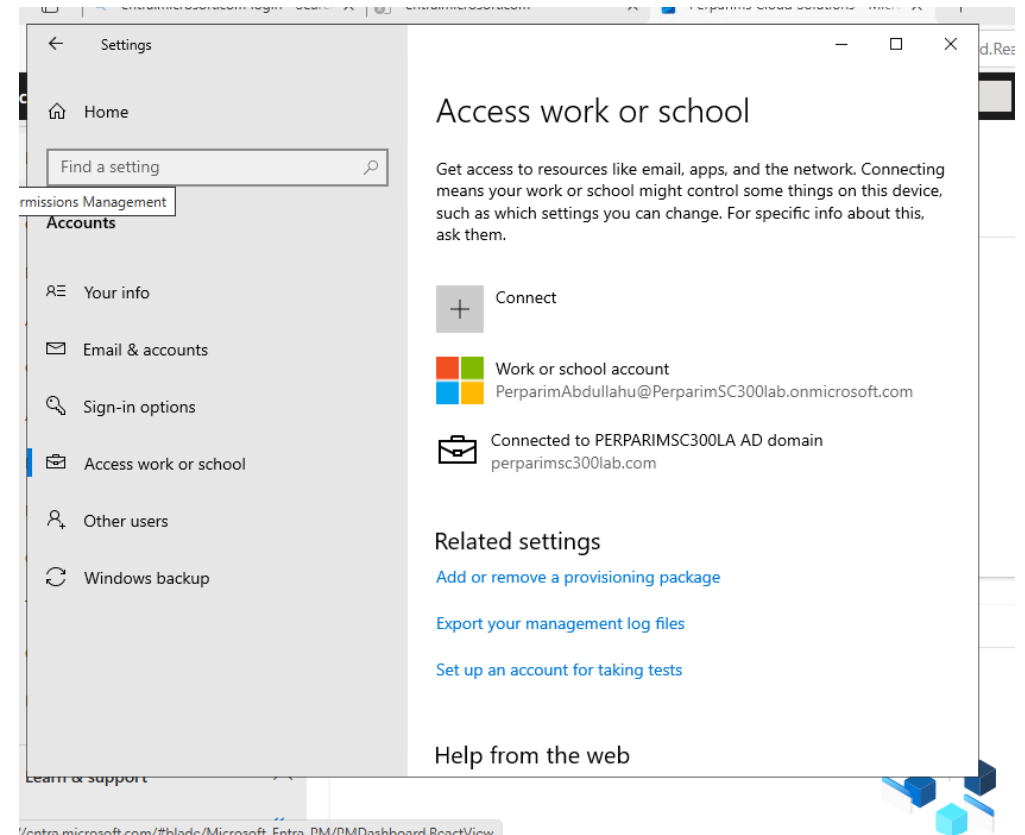 Settings
Home
Find a setting
rmissions Management
Accounts
Your info
Email & accounts
Sign-in options
Access work or school
Other users
Windows backup
Access work or school
Get access to resources like email, apps, and the network. Connecting
means your work or school might control some things on this device,
such as which settings you can change. For specific info about this,
ask them.
Connect
Work or school account
PerparimAbdullahu@PerparimSC300lab.onmicrosoft.com
Connected to PERPARIMSC300LA AD domain
perparimsc300lab.com
Related settings
Add or remove a provisioning package
Export your management log files
Set up an account for taking tests
Help from the web
Learn & support
//entra.microsoft.com/#blade/Microsoft_Entra_PM/PMDashboard.ReactView
d.Rea